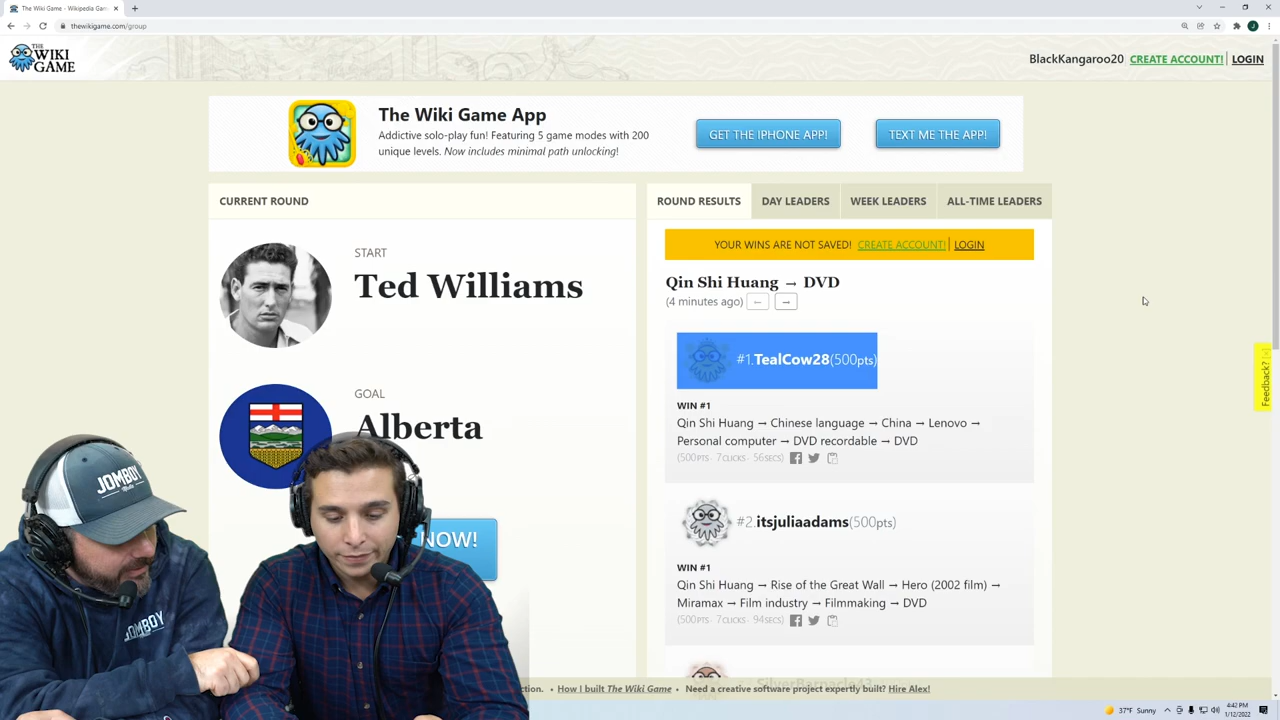 The Wiki Game - Wikipedia Gam
thewikigame.com/group
THE
WIKI
GAME
BlackKangaroo20 CREATE ACCOUNT! LOGIN
The Wiki Game App
Addictive solo-play fun! Featuring 5 game modes with 200
unique levels. Now includes minimal path unlocking!
GET THE IPHONE APP!
TEXT ME THE APP!
CURRENT ROUND
START
Ted Williams
GOAL
Alberta
NOW!
ROUND RESULTS
DAY LEADERS
WEEK LEADERS
ALL-TIME LEADERS
YOUR WINS ARE NOT SAVED! CREATE ACCOUNT! LOGIN
Qin Shi Huang → DVD
(4 minutes ago) ← →
#1.TealCow28(500pts)
WIN #1
Qin Shi Huang → Chinese language → China → Lenovo →
Personal computer → DVD recordable → DVD
(500PTS · 7 CLICKS · 56SECS)
#2.itsjuliaadams(500pts)
WIN #1
Qin Shi Huang → Rise of the Great Wall → Hero (2002 film) →
Miramax → Film industry → Filmmaking → DVD
(500PTS · 7 CLICKS · 94SECS)
Feedback? [x]
ction. • How I built The Wiki Game • Need a creative software project expertly built? Hire Alex!
JOMBOY
JOMBOY
37°F Sunny
4:42 PM
1/12/2022